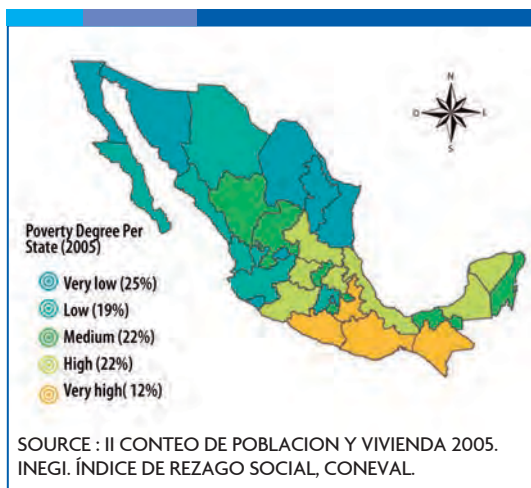 N
O E
S
Poverty Degree Per
State (2005)
Very low (25%)
Low (19%)
Medium (22%)
High (22%)
Very high( 12%)
SOURCE : II CONTEO DE POBLACION Y VIVIENDA 2005.
INEGI. ÍNDICE DE REZAGO SOCIAL, CONEVAL.